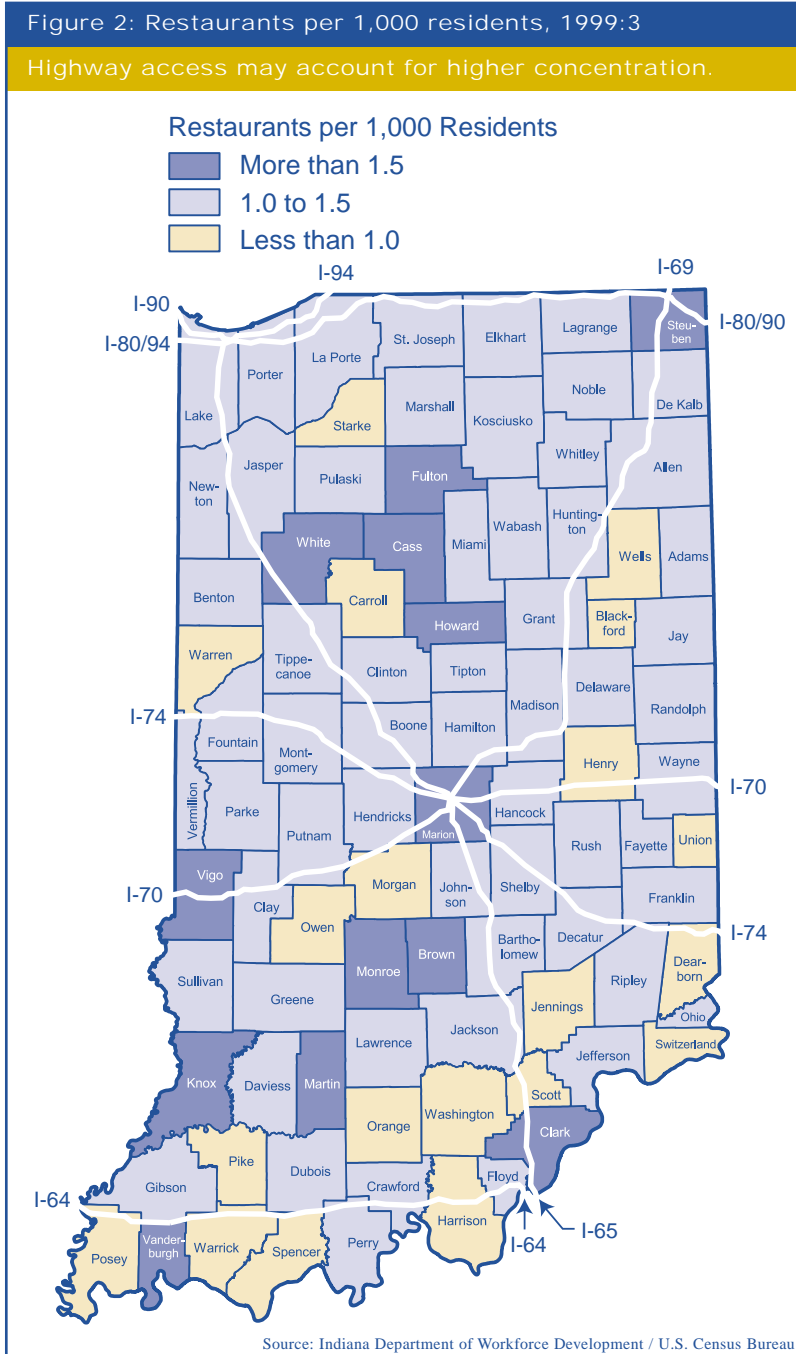 Figure 2: Restaurants per 1,000 residents, 1999:3
Highway access may account for higher concentration.
Restaurants per 1,000 Residents
More than 1.5
1.0 to 1.5
Less than 1.0
I-94
I-69
I-90
I-80/94
I-80/90
La Porte
St. Joseph
Elkhart
Lagrange
Steu-
ben
Porter
Lake
Starke
Marshall
Kosciusko
Noble
De Kalb
New-
ton
Jasper
Pulaski
Fulton
Whitley
Allen
White
Cass
Miami
Wabash
Hunting-
ton
Wells
Adams
Benton
Carroll
Howard
Grant
Black-
ford
Jay
Warren
Tippe-
canoe
Clinton
Tipton
Madison
Delaware
Randolph
I-74
Fountain
Mont-
gomery
Boone
Hamilton
Henry
Wayne
I-70
Vermillion
Parke
Putnam
Hendricks
Marion
Hancock
Rush
Fayette
Union
Vigo
I-70
Clay
Owen
Morgan
John-
son
Shelby
Franklin
I-74
Sullivan
Greene
Monroe
Brown
Bartho-
lomew
Decatur
Ripley
Dear-
born
Ohio
Jennings
Switzerland
Jefferson
Knox
Daviess
Martin
Lawrence
Jackson
Scott
Orange
Washington
Clark
Gibson
Pike
Dubois
Crawford
Floyd
Harrison
I-64
I-65
I-64
Posey
Vander-
burgh
Warrick
Spencer
Perry
Source: Indiana Department of Workforce Development / U.S. Census Bureau